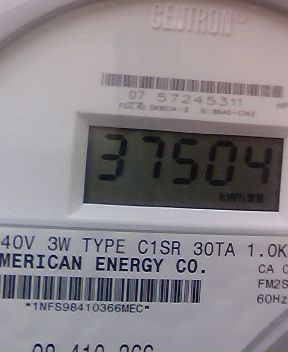 CENTRON®
07 57245311
37504
kWh
40V 3W TYPE C1SR 30TA 1.0K
MERICAN ENERGY CO.
CA 0
FM2S
60Hz
*1NFS98410366MEC*